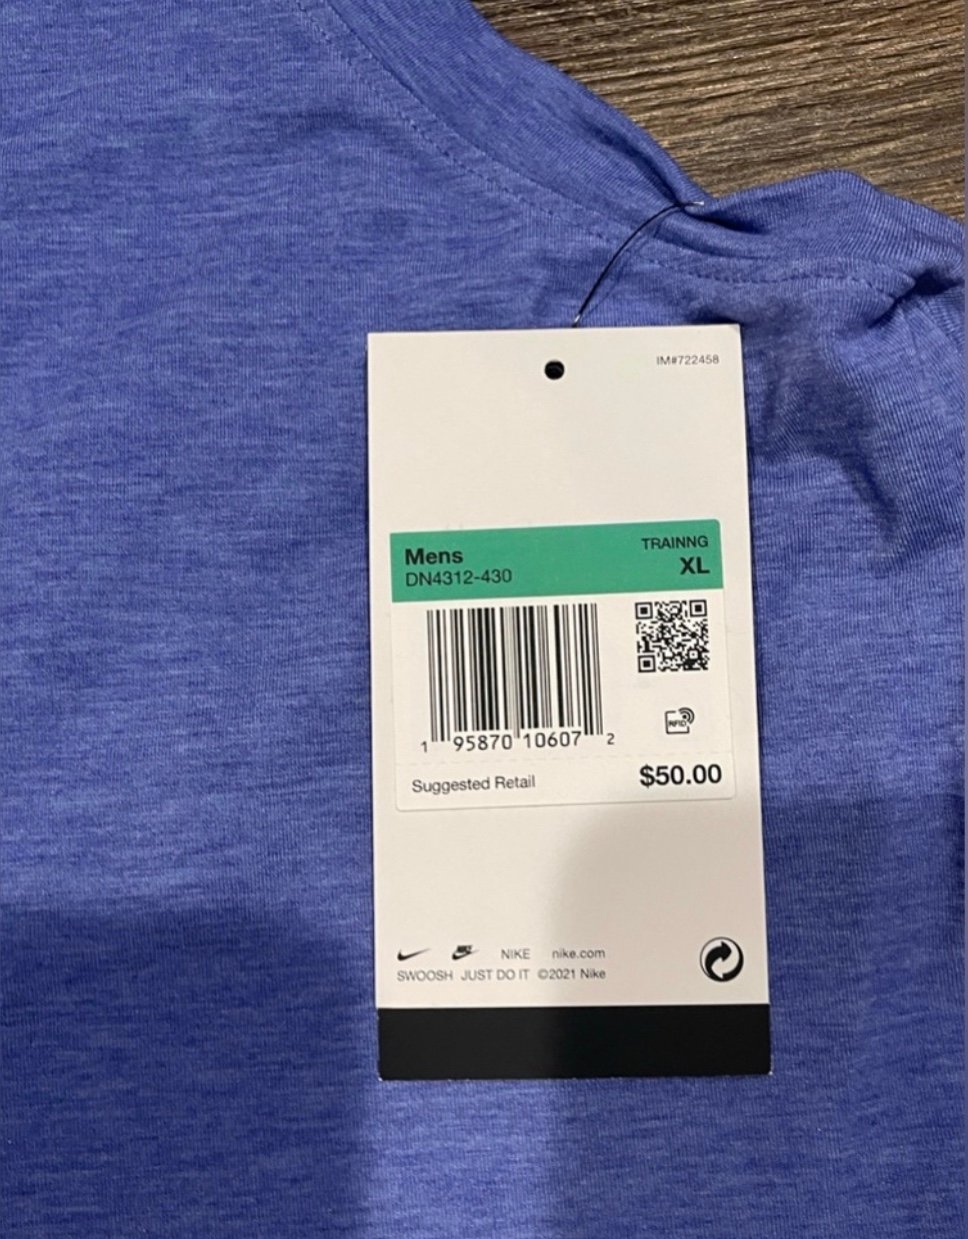 IM#722458
Mens
TRAINNG
DN4312-430
XL
RFID
1 95870 10607 2
Suggested Retail
$50.00
NIKE nike.com
SWOOSH JUST DO IT ©2021 Nike